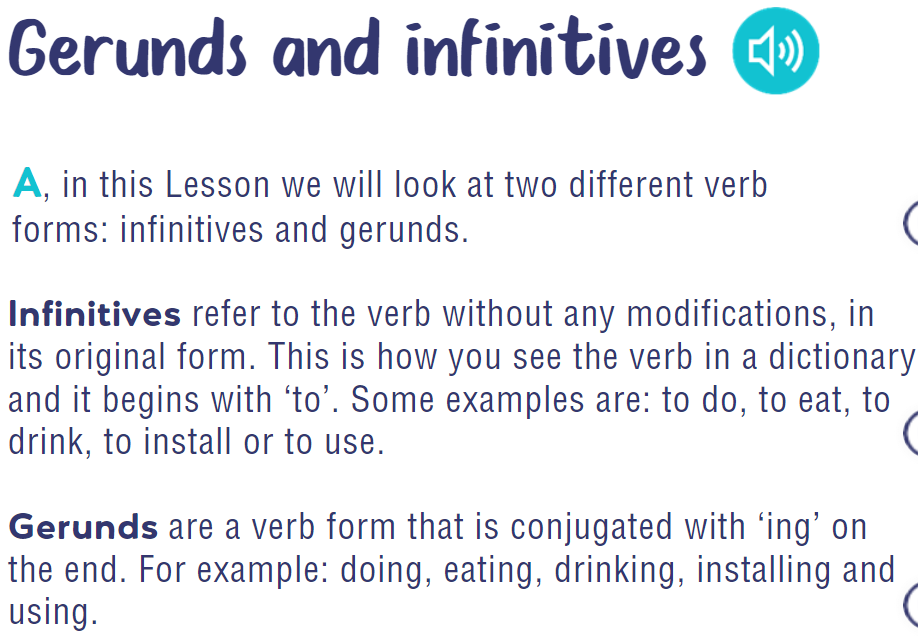 Gerunds and infinitives
A, in this Lesson we will look at two different verb
forms: infinitives and gerunds.
Infinitives refer to the verb without any modifications, in
its original form. This is how you see the verb in a dictionary
and it begins with ‘to’. Some examples are: to do, to eat, to
drink, to install or to use.
Gerunds are a verb form that is conjugated with ‘ing’ on
the end. For example: doing, eating, drinking, installing and
using.